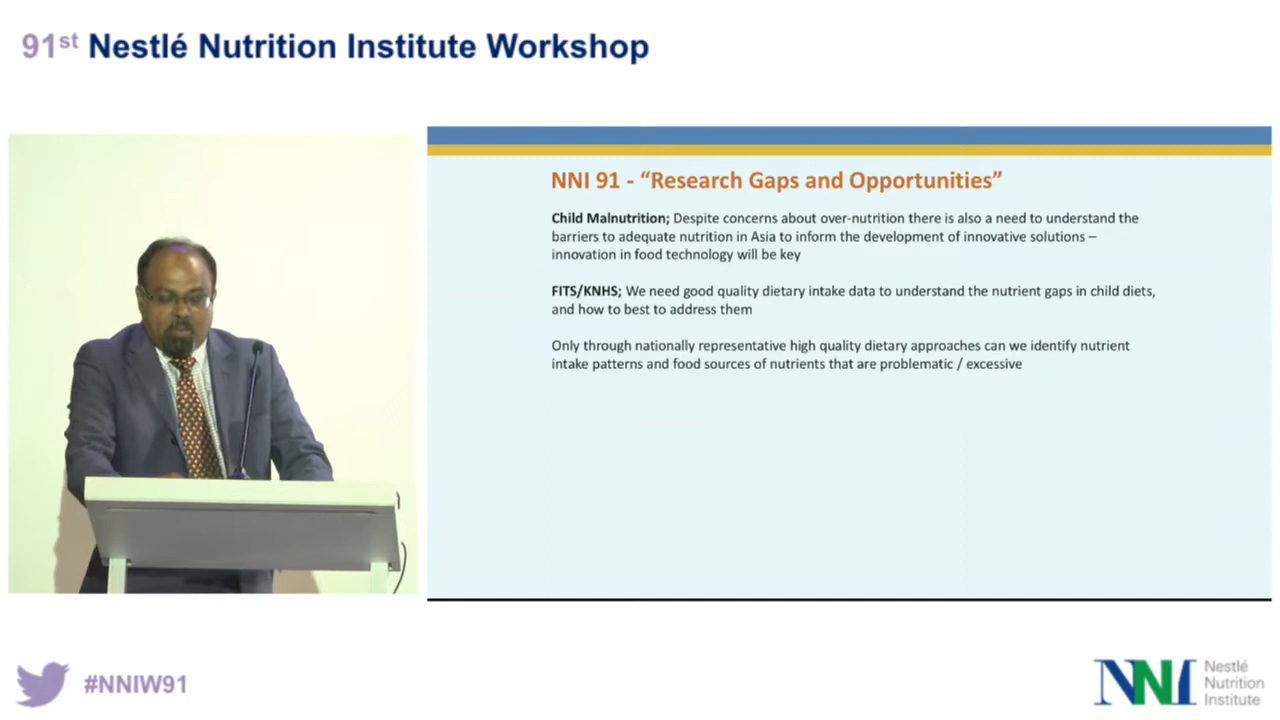 91st Nestlé Nutrition Institute Workshop
NNI 91 - “Research Gaps and Opportunities”
Child Malnutrition; Despite concerns about over-nutrition there is also a need to understand the
barriers to adequate nutrition in Asia to inform the development of innovative solutions –
innovation in food technology will be key
FITS/KNHS; We need good quality dietary intake data to understand the nutrient gaps in child diets,
and how to best to address them
Only through nationally representative high quality dietary approaches can we identify nutrient
intake patterns and food sources of nutrients that are problematic / excessive
#NNIW91
NNI
Nestlé
Nutrition
Institute